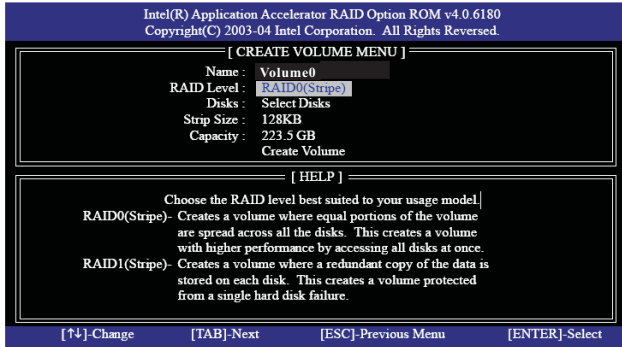 Intel(R) Application Accelerator RAID Option ROM v4.0.6180
Copyright(C) 2003-04 Intel Corporation. All Rights Reversed.
[ CREATE VOLUME MENU ]
Name : Volume0
RAID Level : RAID0(Stripe)
Disks : Select Disks
Strip Size : 128KB
Capacity : 223.5 GB
Create Volume
[ HELP ]
Choose the RAID level best suited to your usage model.
RAID0(Stripe)- Creates a volume where equal portions of the volume
are spread across all the disks. This creates a volume
with higher performance by accessing all disks at once.
RAID1(Stripe)- Creates a volume where a redundant copy of the data is
stored on each disk. This creates a volume protected
from a single hard disk failure.
[↑↓]-Change [TAB]-Next [ESC]-Previous Menu [ENTER]-Select